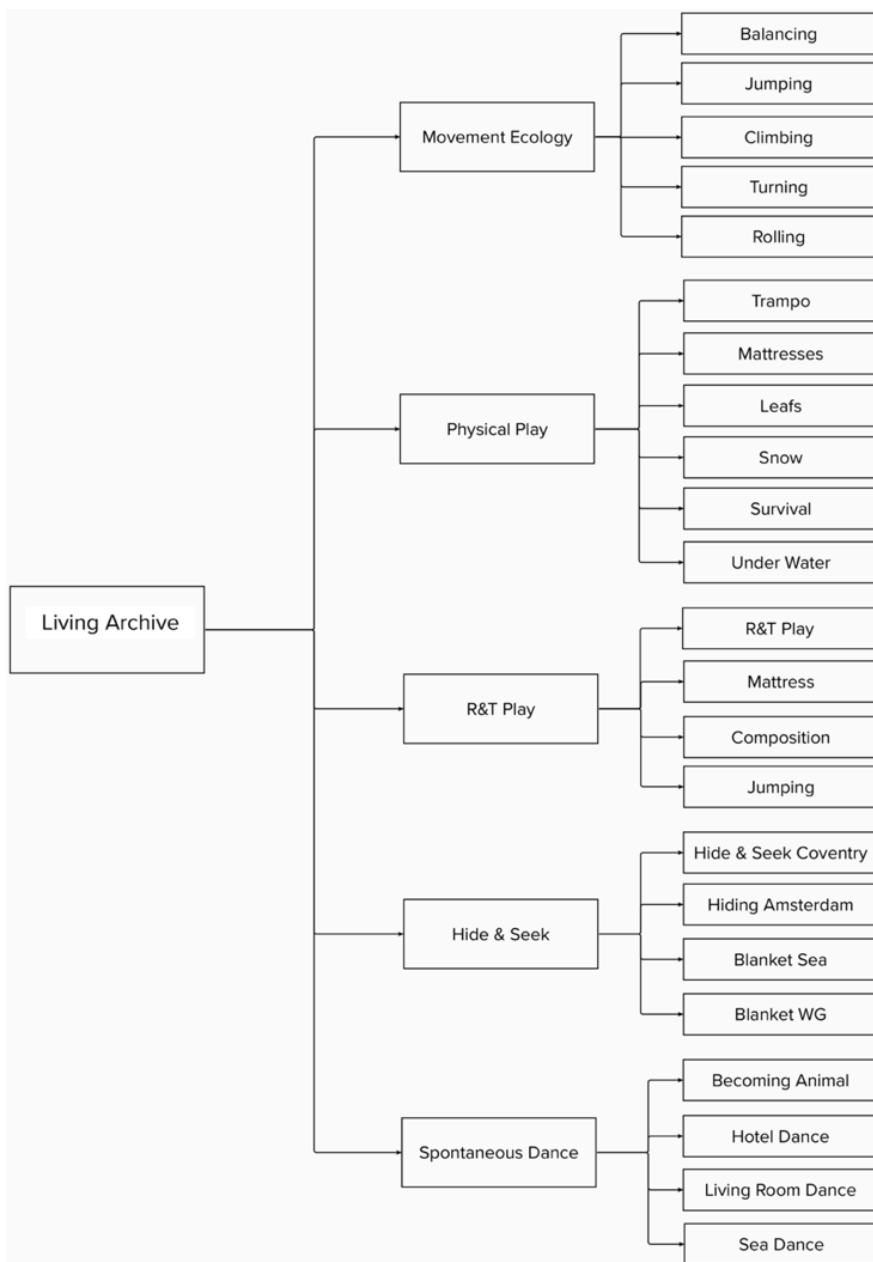 Living Archive
Movement Ecology
Balancing
Jumping
Climbing
Turning
Rolling
Physical Play
Trampo
Mattresses
Leafs
Snow
Survival
Under Water
R&T Play
R&T Play
Mattress
Composition
Jumping
Hide & Seek
Hide & Seek Coventry
Hiding Amsterdam
Blanket Sea
Blanket WG
Spontaneous Dance
Becoming Animal
Hotel Dance
Living Room Dance
Sea Dance